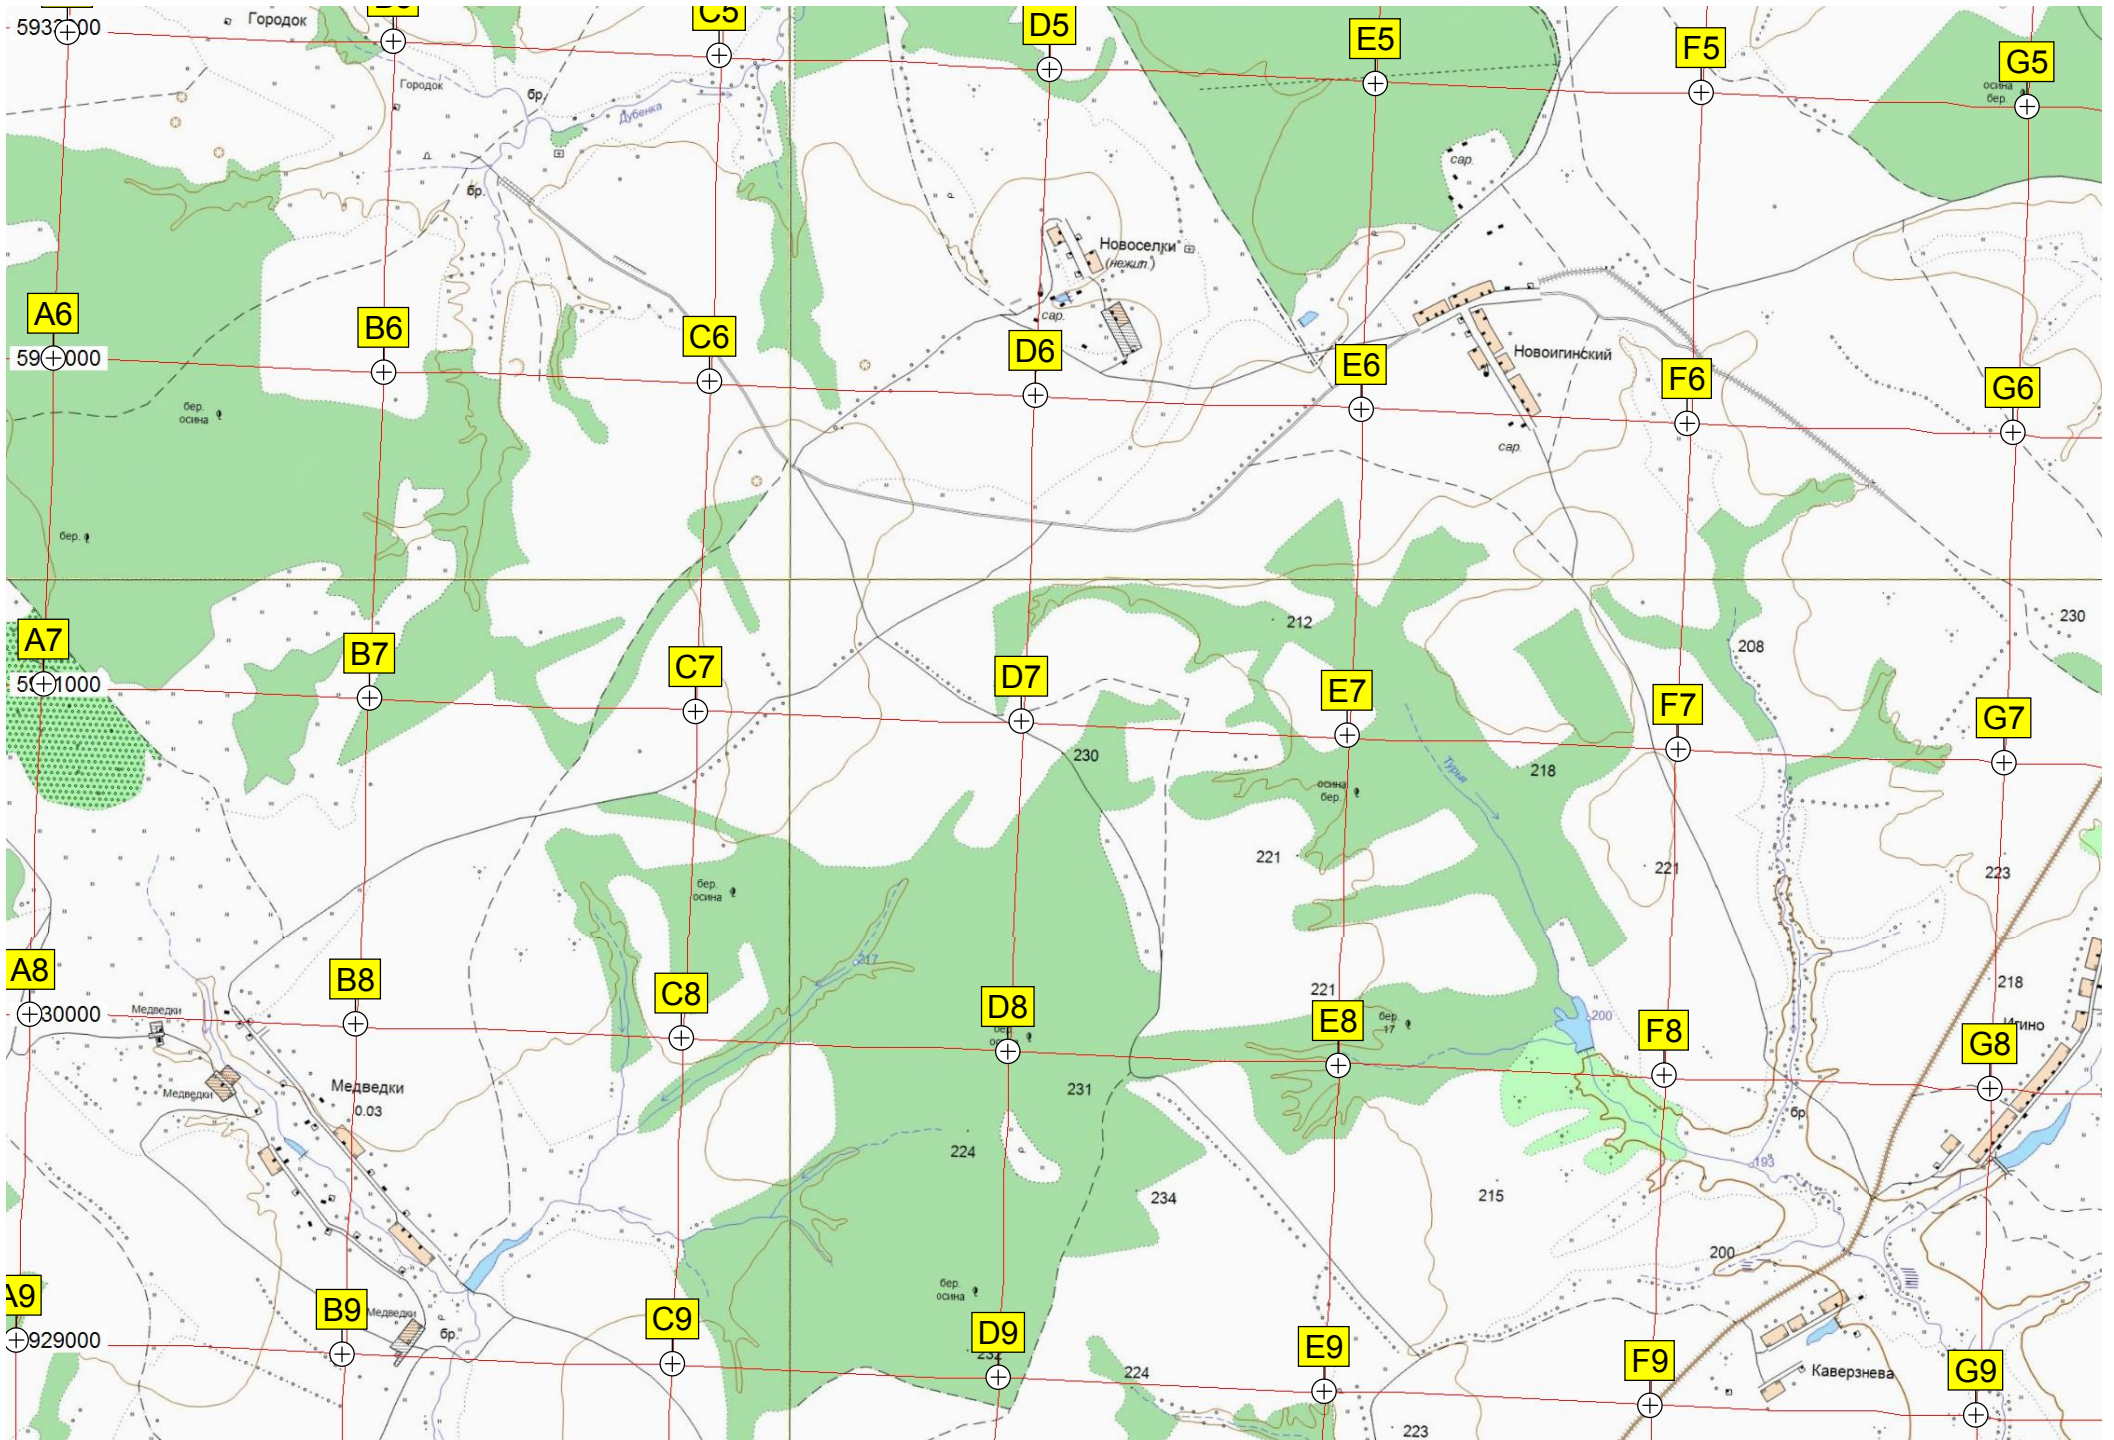 Городок
C5
D5
E5
F5
G5
осина
бер.
Городок
бр.
Дубенка
бр.
сар.
Новоселки
(нежил.)
сар.
A6
B6
C6
D6
E6
F6
G6
Новоигинский
сар.
бер.
осина
бер.
212
208
230
A7
B7
C7
D7
E7
F7
G7
230
Турья
218
осина
бер.
221
221
223
бер.
осина
217
A8
B8
C8
D8
E8
F8
G8
30000
221
200
218
бер.
17
Игино
Медведки
Медведки
Медведки
0.03
231
224
234
215
193
бр.
200
бер.
осина
A9
B9
C9
D9
E9
F9
G9
929000
Медведки
бр.
232
224
223
Каверзнева